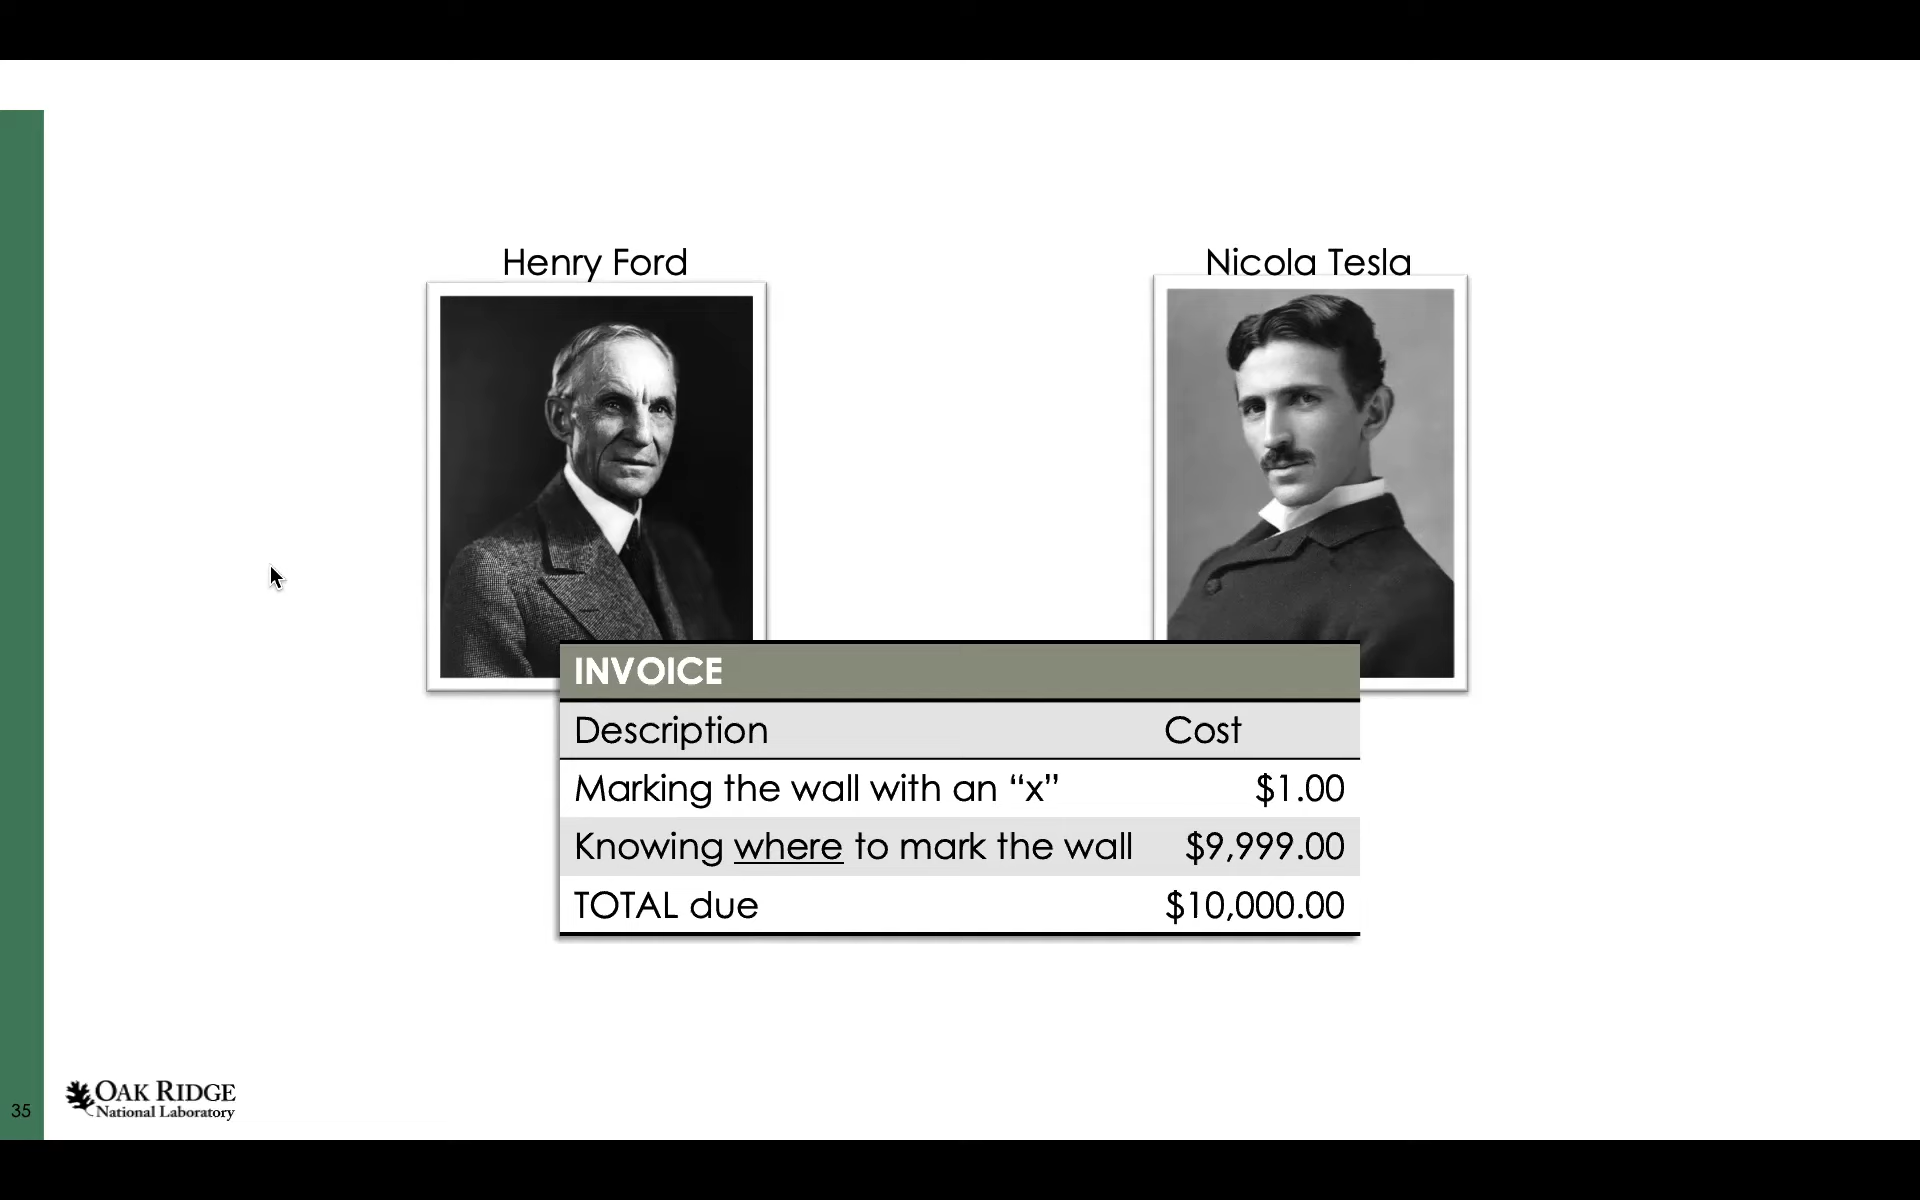 Henry Ford
Nicola Tesla
INVOICE
Description Cost
Marking the wall with an “x” $1.00
Knowing where to mark the wall $9,999.00
TOTAL due $10,000.00
35
OAK RIDGE
National Laboratory